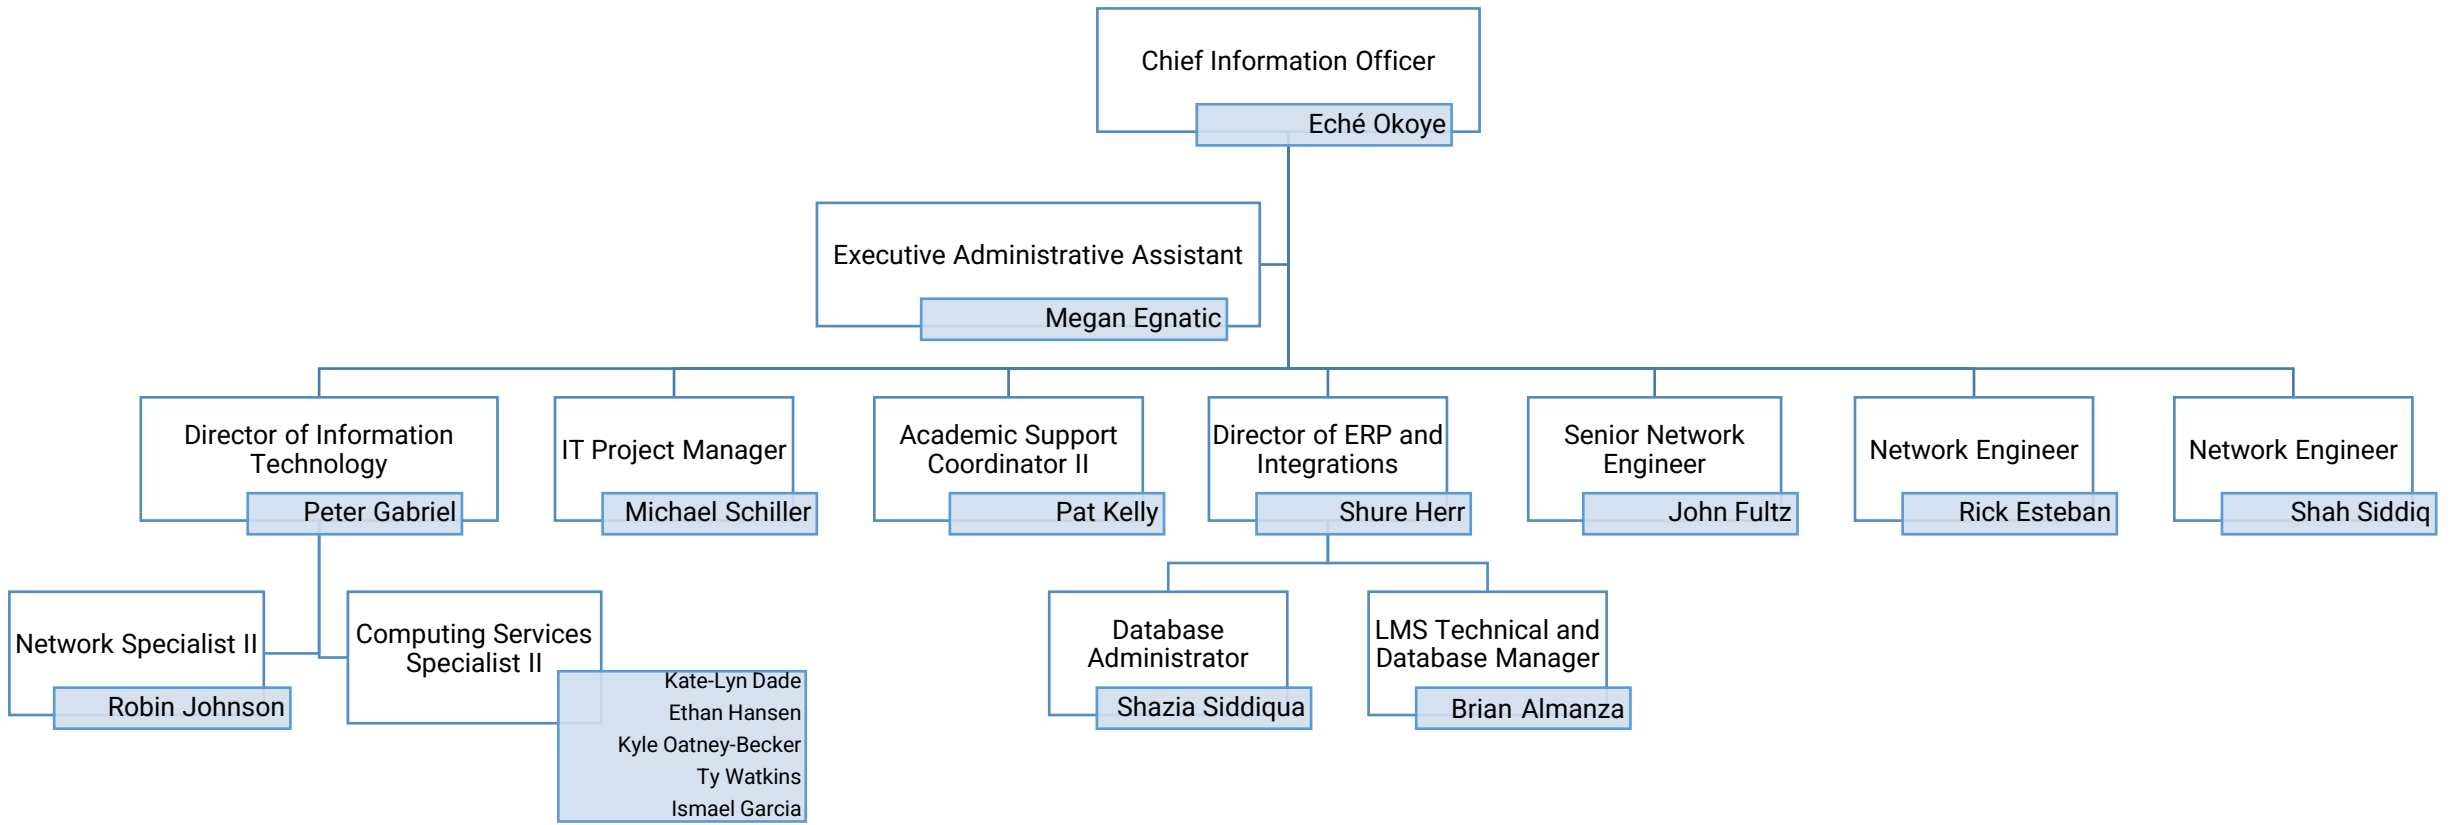 Chief Information Officer
Eché Okoye
Executive Administrative Assistant
Megan Egnatic
Director of Information
Technology
Peter Gabriel
IT Project Manager
Michael Schiller
Academic Support
Coordinator II
Pat Kelly
Director of ERP and
Integrations
Shure Herr
Senior Network
Engineer
John Fultz
Network Engineer
Rick Esteban
Network Engineer
Shah Siddiq
Network Specialist II
Robin Johnson
Computing Services
Specialist II
Kate-Lyn Dade
Ethan Hansen
Kyle Oatney-Becker
Ty Watkins
Ismael Garcia
Database
Administrator
Shazia Siddiqua
LMS Technical and
Database Manager
Brian Almanza